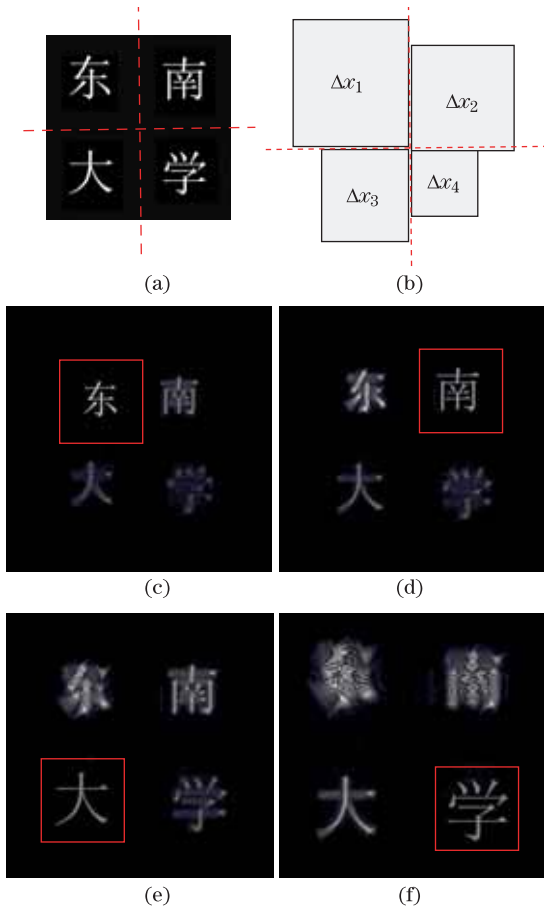 东 南
大 学
Δx₁
Δx₂
Δx₃
Δx₄
(a) (b)
东 南
大 学
东 南
大 学
(c) (d)
东 南
大 学
南
大 学
(e) (f)